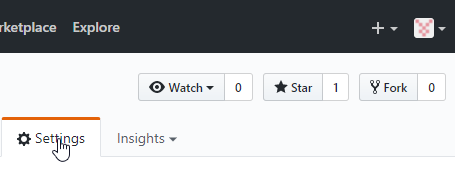 rketplace Explore
Watch 0 Star 1 Fork 0
Settings Insights